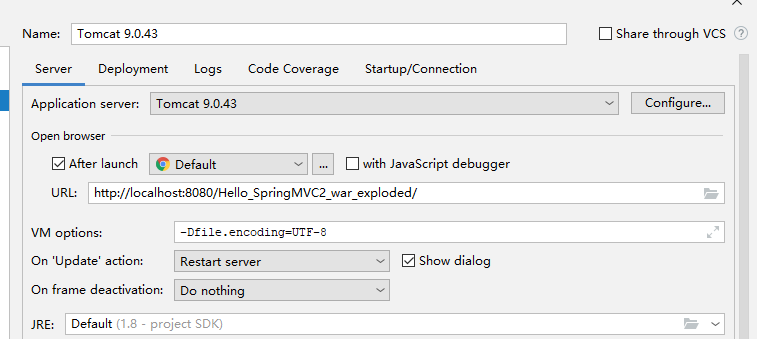 Name: Tomcat 9.0.43 Share through VCS ?
Server Deployment Logs Code Coverage Startup/Connection
Application server: Tomcat 9.0.43 Configure...
Open browser
After launch Default ... with JavaScript debugger
URL: http://localhost:8080/Hello_SpringMVC2_war_exploded/
VM options: -Dfile.encoding=UTF-8
On 'Update' action: Restart server Show dialog
On frame deactivation: Do nothing
JRE: Default (1.8 - project SDK)